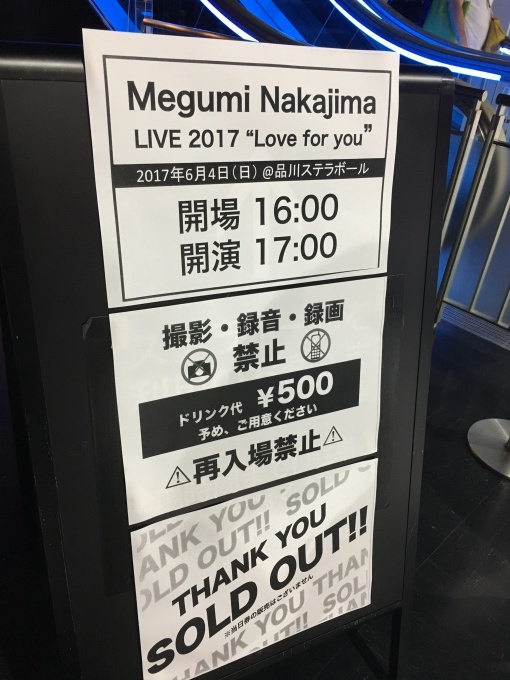 Megumi Nakajima
LIVE 2017 “Love for you”
2017年6月4日(日) @品川ステラボール
開場 16:00
開演 17:00
撮影・録音・録画
禁止
ドリンク代 ¥500
予め、ご用意ください
再入場禁止
THANK YOU
SOLD OUT!!
※当日券の販売はございません